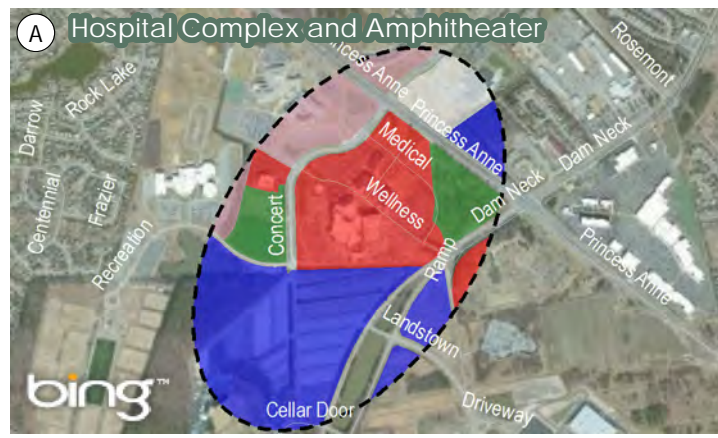 A Hospital Complex and Amphitheater
Princess Anne
Rosemont
Rock Lake
Darrow
Princess Anne
Dam Neck
Medical
Centennial
Frazier
Wellness
Dam Neck
Concert
Recreation
Ramp
Princess Anne
Landstown
bing™
Cellar Door
Driveway